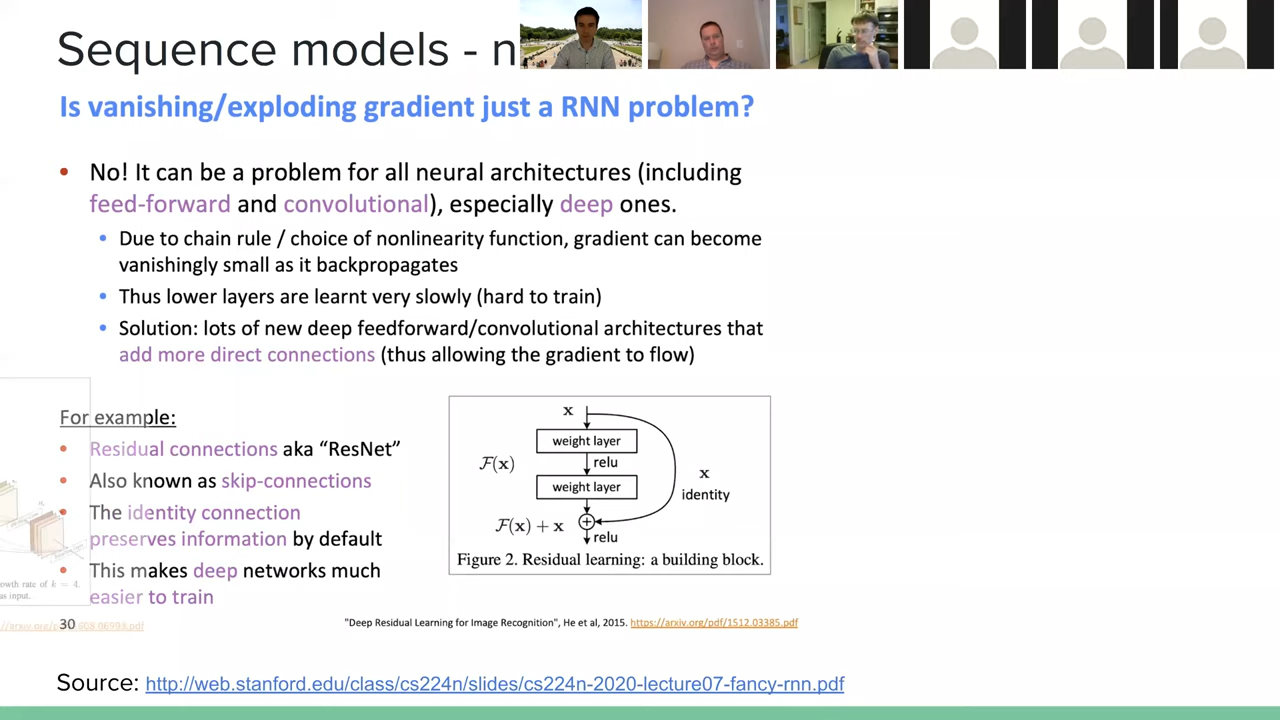 Sequence models - n
Is vanishing/exploding gradient just a RNN problem?
• No! It can be a problem for all neural architectures (including
feed-forward and convolutional), especially deep ones.
• Due to chain rule / choice of nonlinearity function, gradient can become
vanishingly small as it backpropagates
• Thus lower layers are learnt very slowly (hard to train)
• Solution: lots of new deep feedforward/convolutional architectures that
add more direct connections (thus allowing the gradient to flow)
For example:
• Residual connections aka “ResNet”
• Also known as skip-connections
• The identity connection
preserves information by default
• This makes deep networks much
easier to train
x
weight layer
F(x)
relu
x
weight layer
identity
F(x) + x
relu
Figure 2. Residual learning: a building block.
owth rate of k = 4.
as input.
30
"Deep Residual Learning for Image Recognition", He et al, 2015. https://arxiv.org/pdf/1512.03385.pdf
Source: http://web.stanford.edu/class/cs224n/slides/cs224n-2020-lecture07-fancy-rnn.pdf